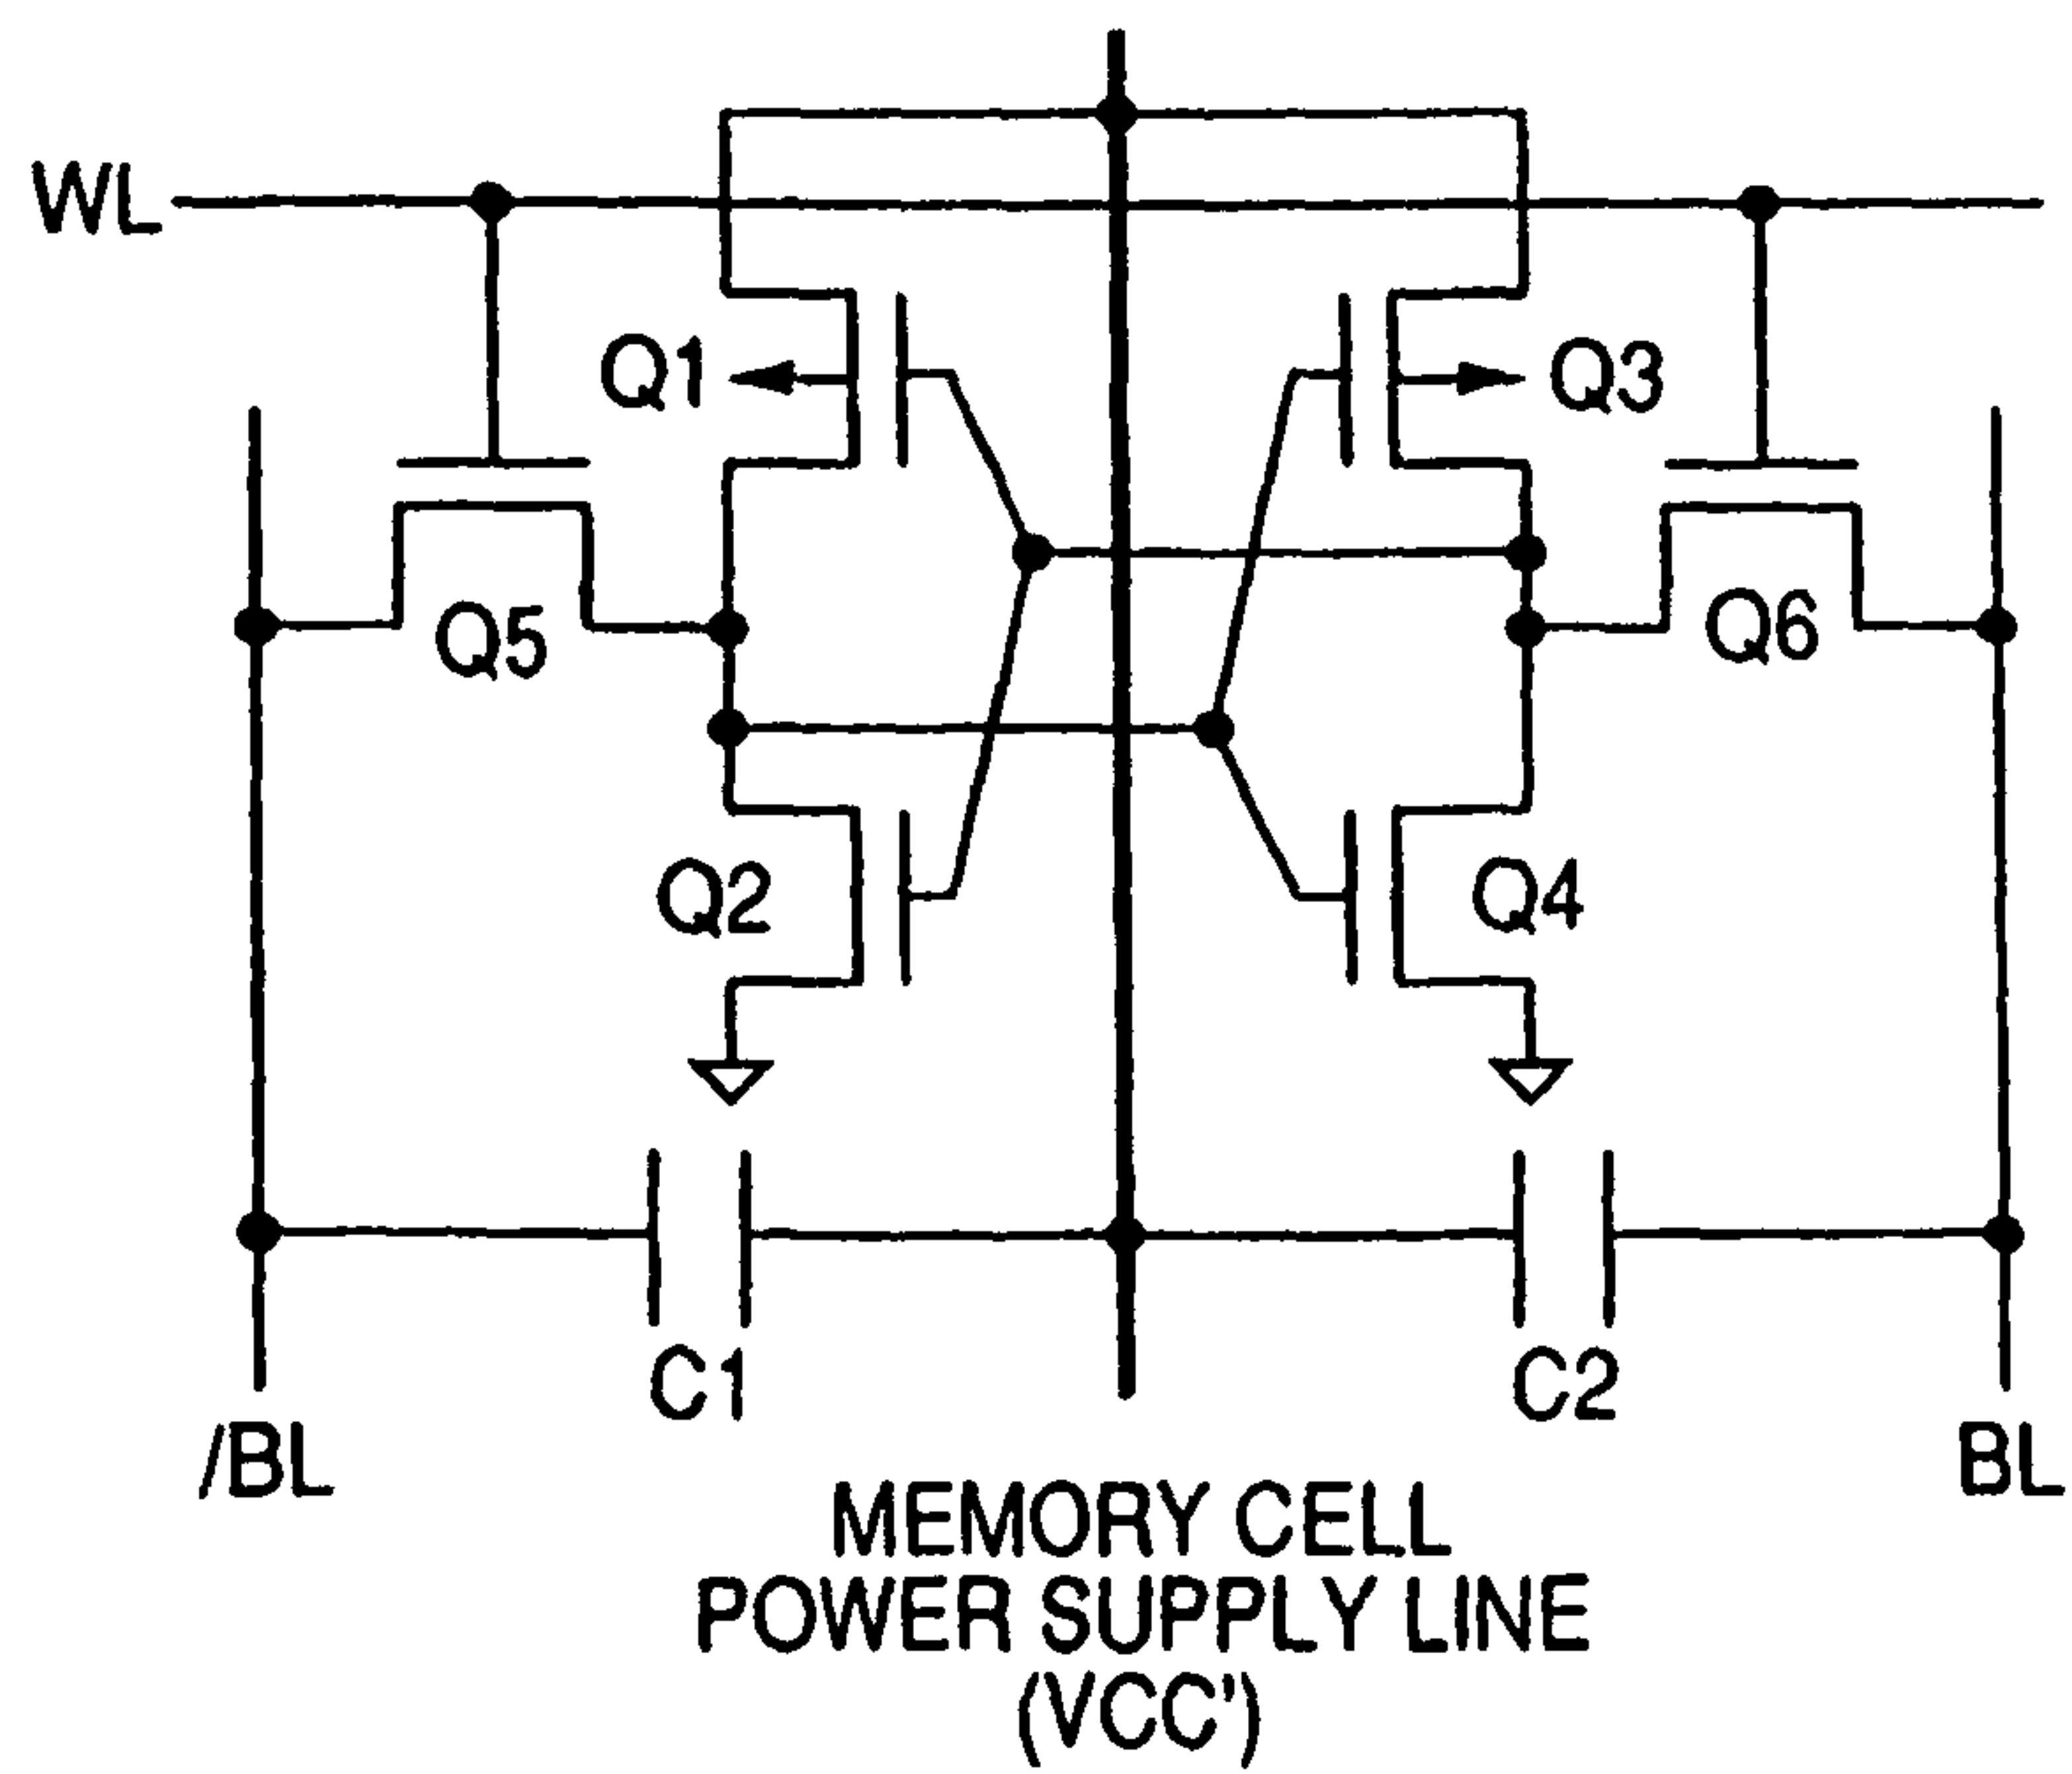 WL
Q1
Q3
Q5
Q6
Q2
Q4
C1
C2
/BL
BL
MEMORY CELL
POWER SUPPLY LINE
(VCC')